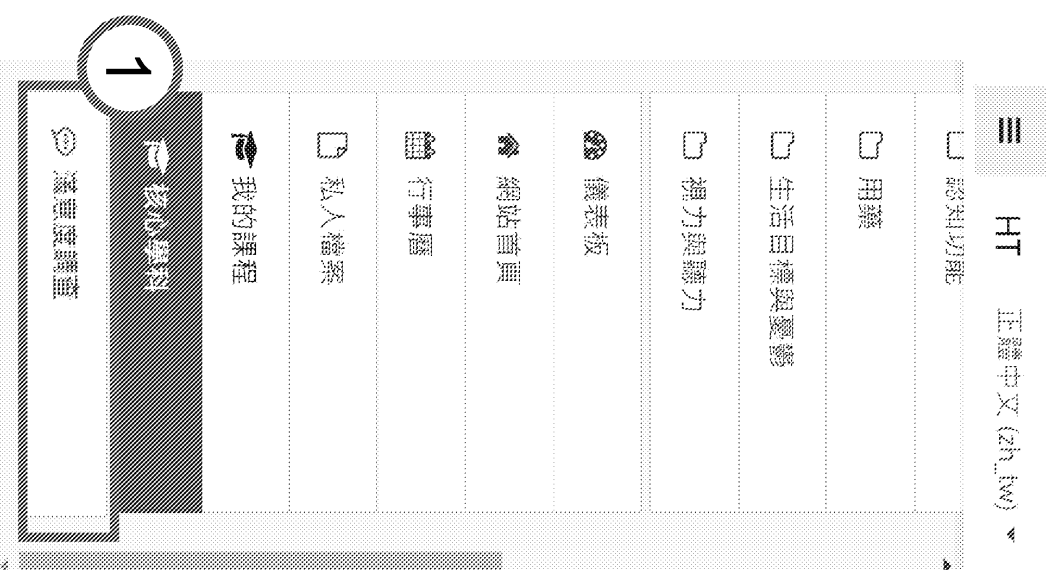 HT 正體中文 (zh_tw)
認知功能
用藥
生活目標與憂鬱
視力與聽力
儀表板
網站首頁
行事曆
私人檔案
我的課程
核心學科
1
滿意度調查